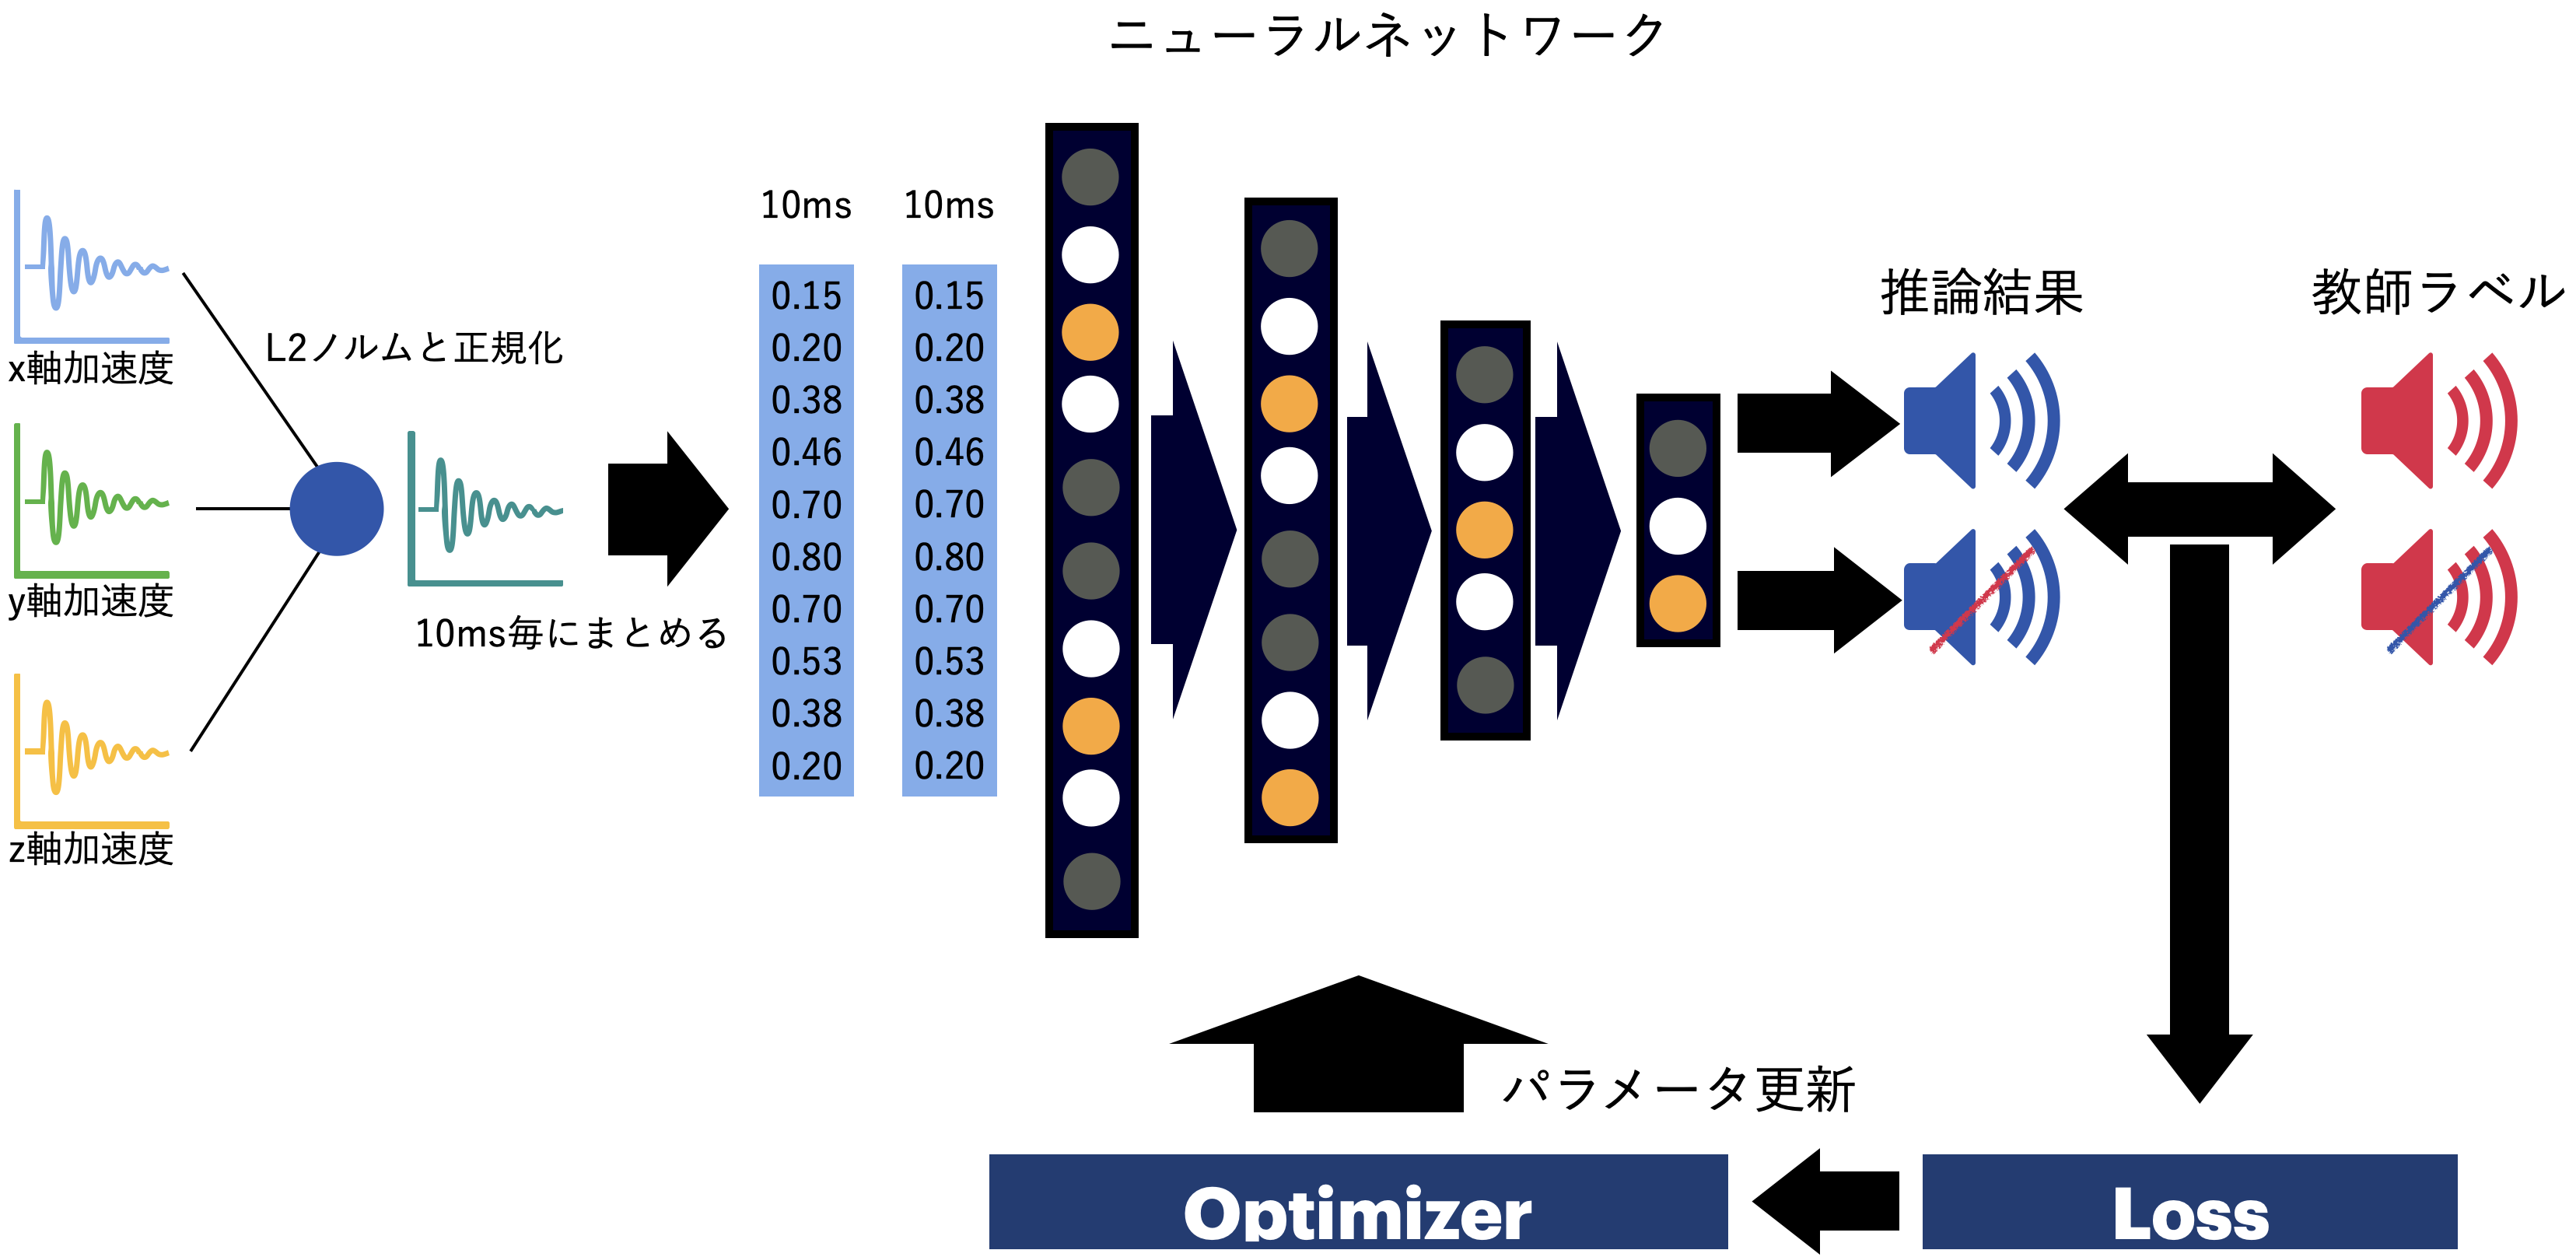 ニューラルネットワーク
x軸加速度
y軸加速度
z軸加速度
L2ノルムと正規化
10ms毎にまとめる
10ms
0.15
0.20
0.38
0.46
0.70
0.80
0.70
0.53
0.38
0.20
10ms
0.15
0.20
0.38
0.46
0.70
0.80
0.70
0.53
0.38
0.20
推論結果
教師ラベル
パラメータ更新
Optimizer
Loss